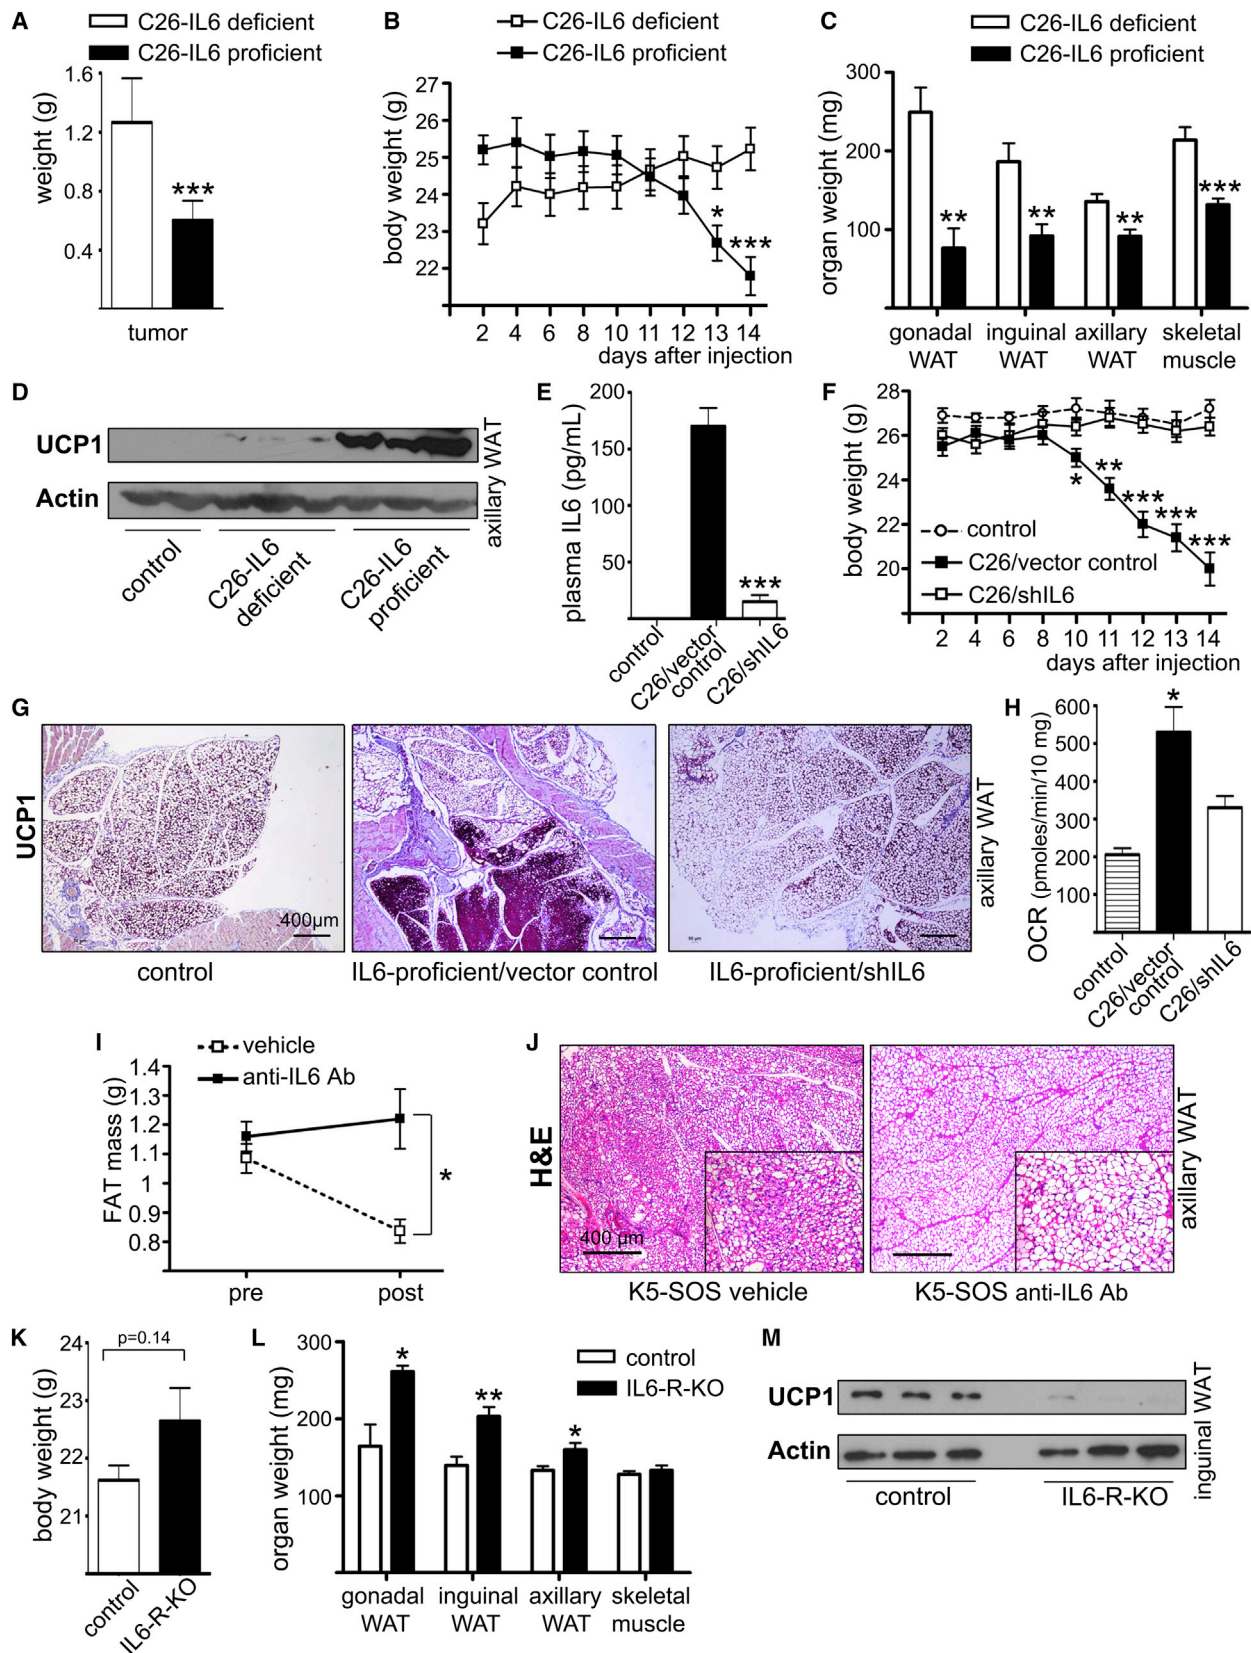 A
C26-IL6 deficient
C26-IL6 proficient
weight (g)
1.6
1.2
0.8
0.4
***
tumor
B
C26-IL6 deficient
C26-IL6 proficient
body weight (g)
27
26
25
24
23
22
*
***
2 4 6 8 10 11 12 13 14
days after injection
C
C26-IL6 deficient
C26-IL6 proficient
organ weight (mg)
300
200
100
** ** ** ***
gonadal WAT
inguinal WAT
axillary WAT
skeletal muscle
D
UCP1
Actin
axillary WAT
control
C26-IL6 deficient
C26-IL6 proficient
E
plasma IL6 (pg/mL)
200
150
100
50
***
control
C26/vector control
C26/shIL6
F
body weight (g)
28
26
24
22
20
*
**
***
***
***
control
C26/vector control
C26/shIL6
2 4 6 8 10 11 12 13 14
days after injection
G
UCP1
400µm
50 µm
axillary WAT
control
IL6-proficient/vector control
IL6-proficient/shIL6
H
OCR (pmoles/min/10 mg)
600
500
400
300
200
100
*
control
C26/vector control
C26/shIL6
I
vehicle
anti-IL6 Ab
FAT mass (g)
1.4
1.3
1.2
1.1
1
0.9
0.8
*
pre post
J
H&E
400 µm
axillary WAT
K5-SOS vehicle
K5-SOS anti-IL6 Ab
K
body weight (g)
24
23
22
21
p=0.14
control
IL6-R-KO
L
control
IL6-R-KO
organ weight (mg)
300
200
100
* ** *
gonadal WAT
inguinal WAT
axillary WAT
skeletal muscle
M
UCP1
Actin
inguinal WAT
control
IL6-R-KO